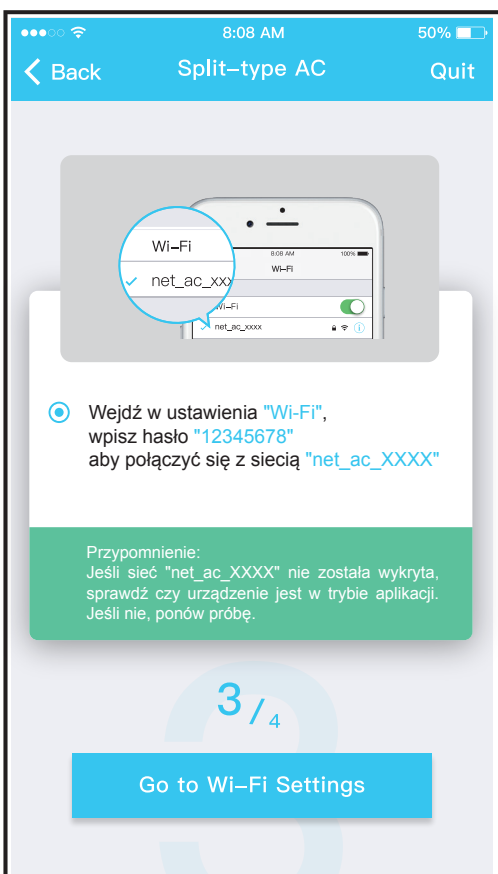 8:08 AM 50%
Back Split-type AC Quit
Wi-Fi
net_ac_xxx
8:08 AM 100%
Wi-Fi
Wi-Fi
net_ac_xxxx
Wejdź w ustawienia "Wi-Fi",
wpisz hasło "12345678"
aby połączyć się z siecią "net_ac_XXXX"
Przypomnienie:
Jeśli sieć "net_ac_XXXX" nie została wykryta,
sprawdź czy urządzenie jest w trybie aplikacji.
Jeśli nie, ponów próbę.
3/4
Go to Wi-Fi Settings
3